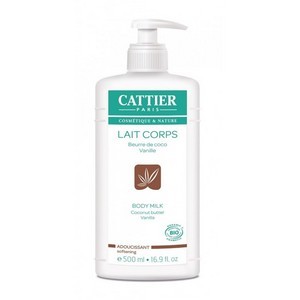 CATTIER
PARIS
COSMÉTIQUE & NATURE
LAIT CORPS
Beurre de coco
Vanille
BODY MILK
Coconut butter
Vanilla
BIO
ADOUCISSANT
softening
℮ 500 ml - 16.9 fl. oz